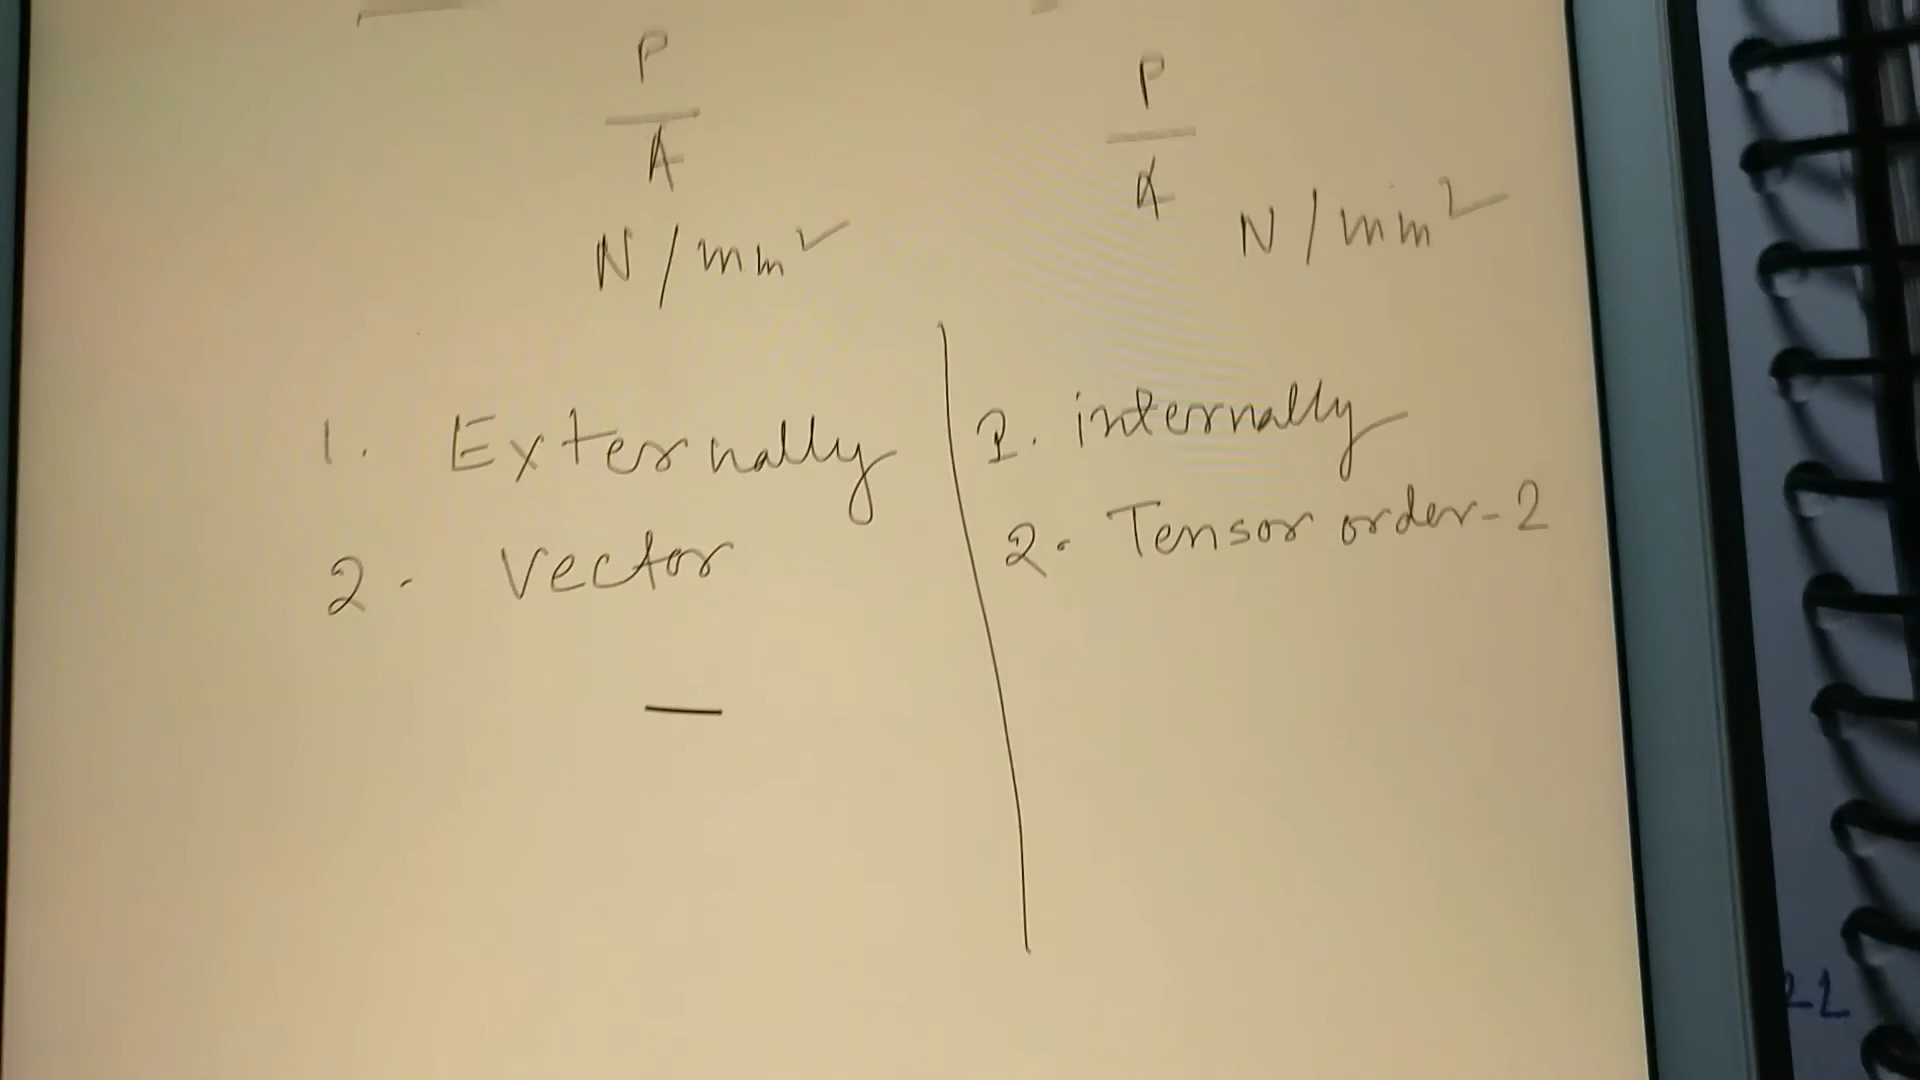 P
A
N/mm²
P
A
N/mm²
1. Externally
2. Vector
1. internally
2. Tensor order-2